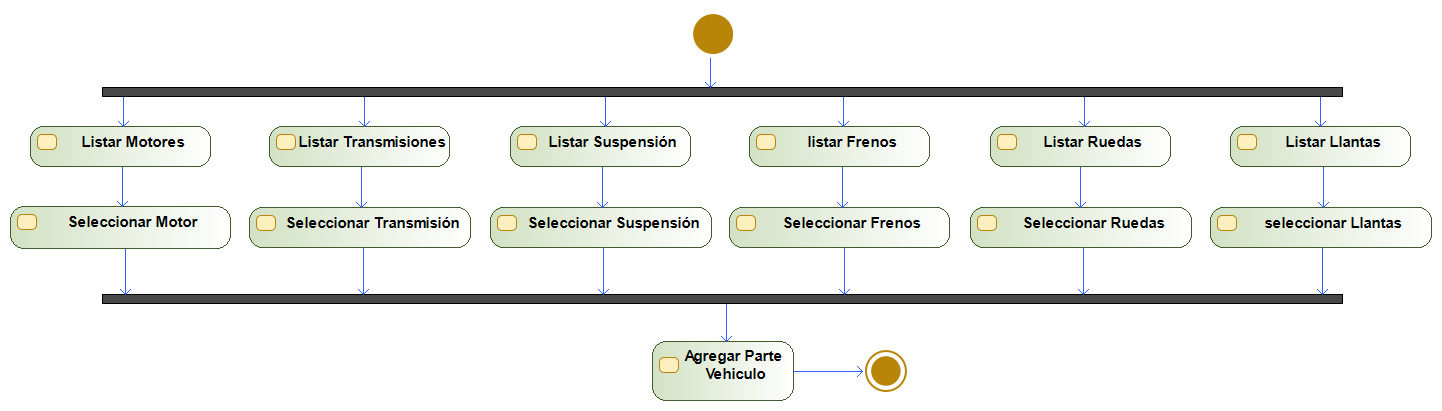 Listar Motores
Listar Transmisiones
Listar Suspensión
listar Frenos
Listar Ruedas
Listar Llantas
Seleccionar Motor
Seleccionar Transmisión
Seleccionar Suspensión
Seleccionar Frenos
Seleccionar Ruedas
seleccionar Llantas
Agregar Parte
Vehiculo